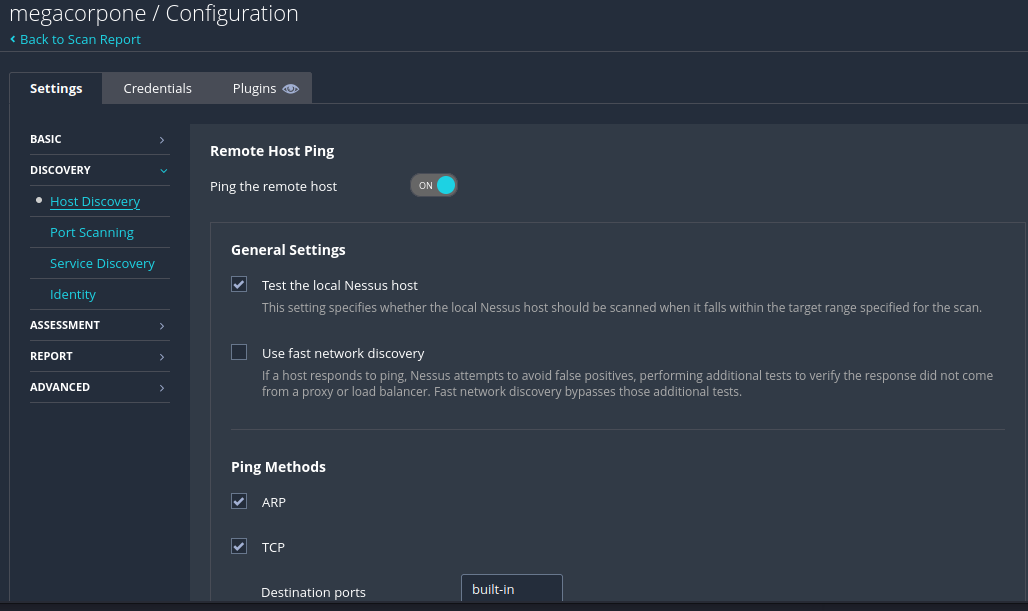 megacorpone / Configuration
Back to Scan Report
Settings
Credentials
Plugins
BASIC
DISCOVERY
Host Discovery
Port Scanning
Service Discovery
Identity
ASSESSMENT
REPORT
ADVANCED
Remote Host Ping
Ping the remote host
ON
General Settings
Test the local Nessus host
This setting specifies whether the local Nessus host should be scanned when it falls within the target range specified for the scan.
Use fast network discovery
If a host responds to ping, Nessus attempts to avoid false positives, performing additional tests to verify the response did not come
from a proxy or load balancer. Fast network discovery bypasses those additional tests.
Ping Methods
ARP
TCP
Destination ports
built-in